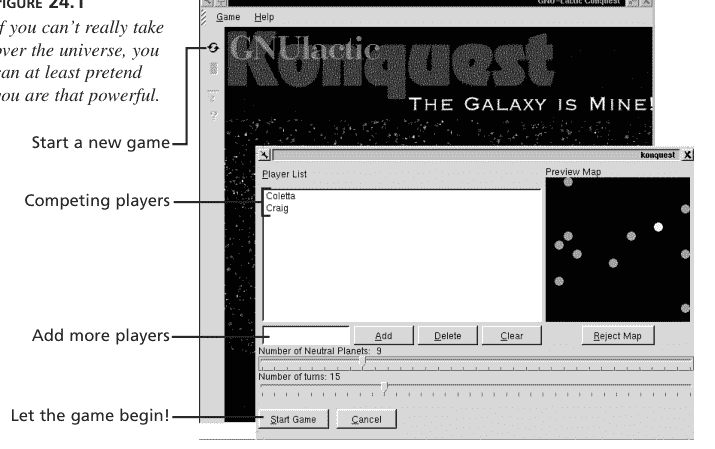 FIGURE 24.1
If you can't really take
over the universe, you
can at least pretend
you are that powerful.
GNU-Lactic Conquest
Game Help
GNUlactic
Konquest
THE GALAXY IS MINE!
Start a new game
konquest
Player List
Preview Map
Competing players
Coletta
Craig
Add more players
Add Delete Clear Reject Map
Number of Neutral Planets: 9
Number of turns: 15
Let the game begin!
Start Game Cancel